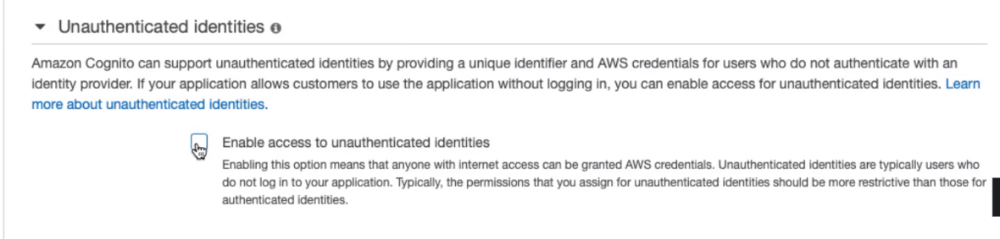 Unauthenticated identities
Amazon Cognito can support unauthenticated identities by providing a unique identifier and AWS credentials for users who do not authenticate with an
identity provider. If your application allows customers to use the application without logging in, you can enable access for unauthenticated identities. Learn
more about unauthenticated identities.
Enable access to unauthenticated identities
Enabling this option means that anyone with internet access can be granted AWS credentials. Unauthenticated identities are typically users who
do not log in to your application. Typically, the permissions that you assign for unauthenticated identities should be more restrictive than those for
authenticated identities.